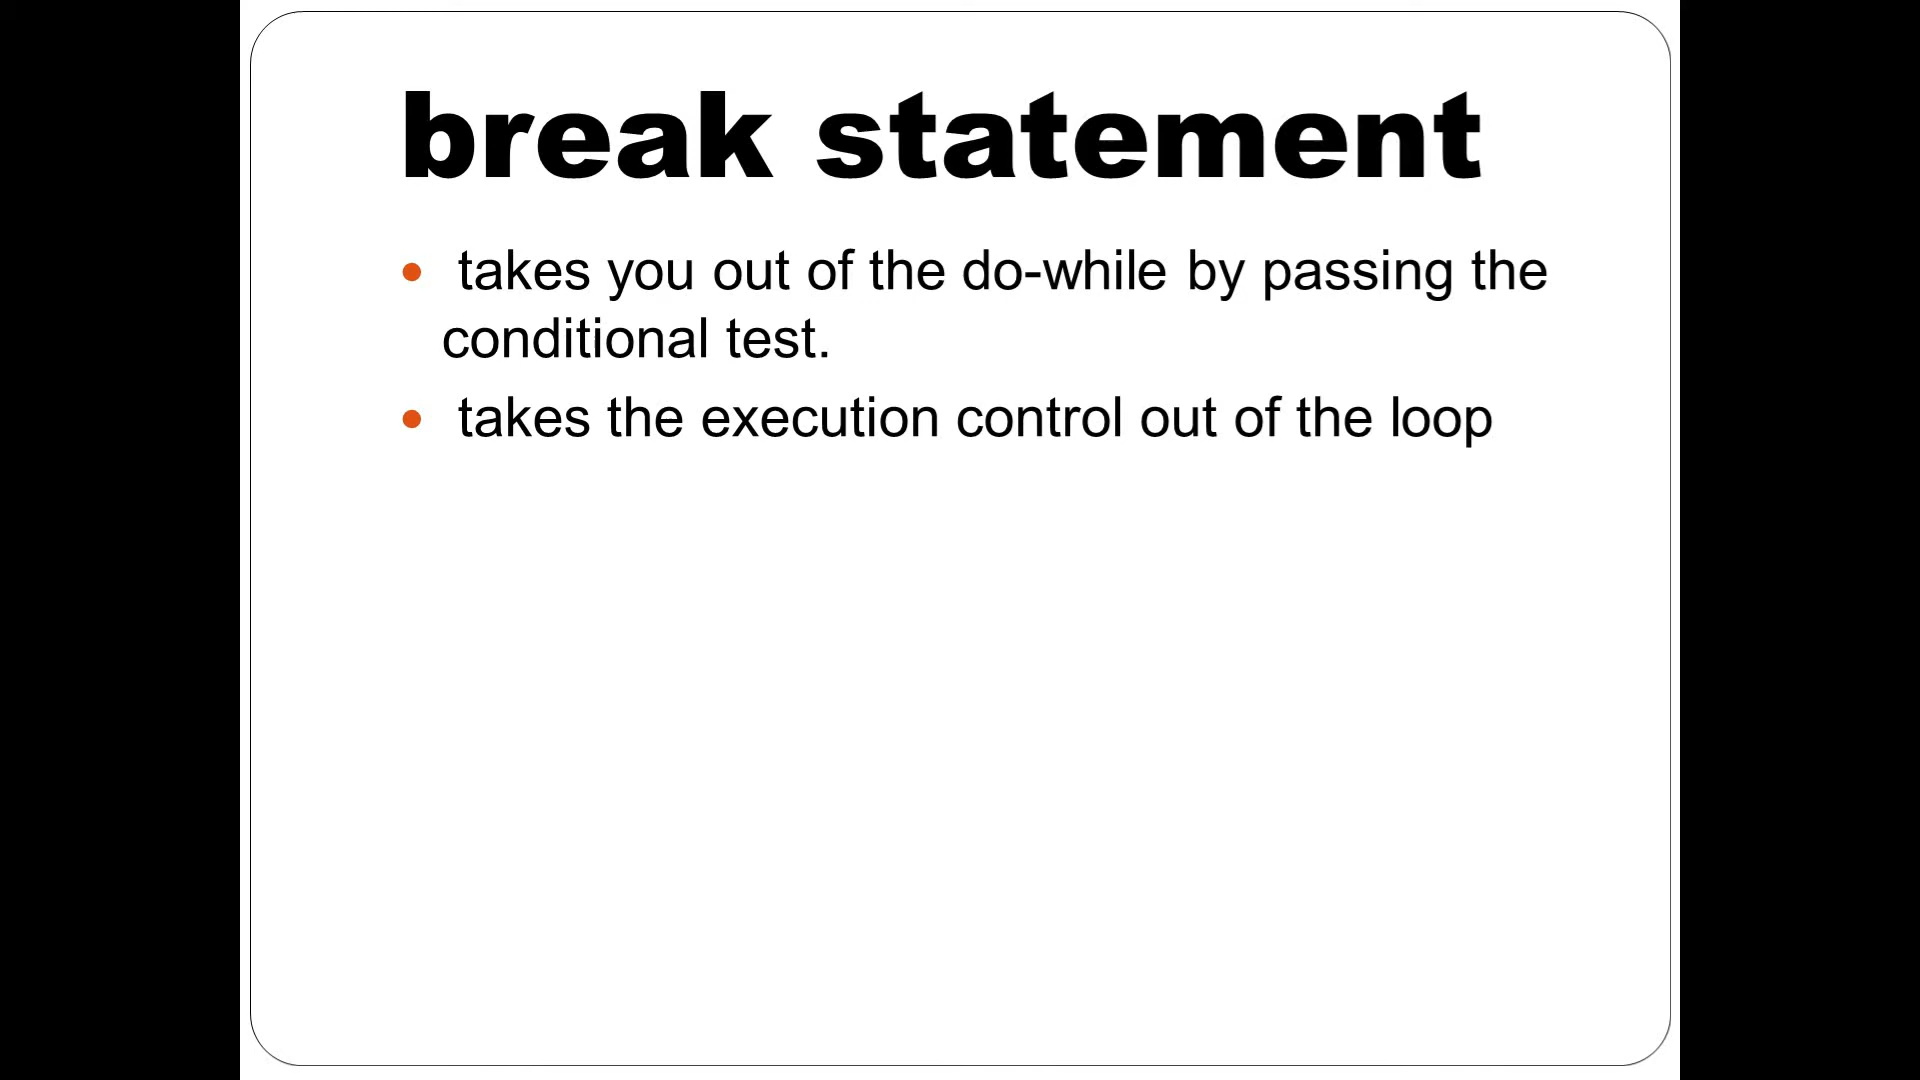 break statement
• takes you out of the do-while by passing the
conditional test.
• takes the execution control out of the loop